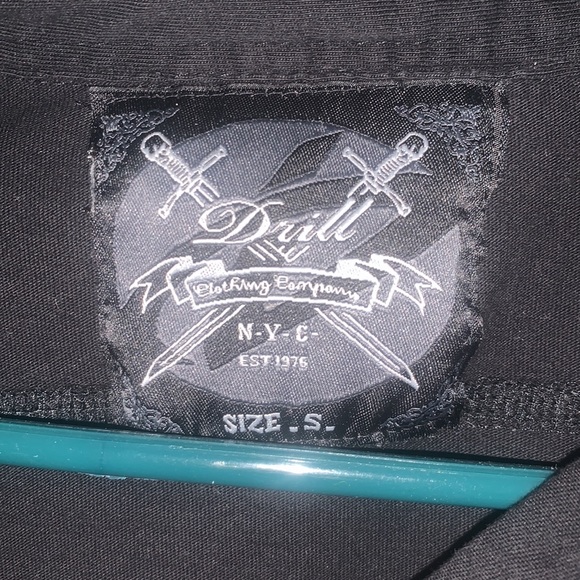 Drill
Clothing Company
N-Y-C-
EST.1976
SIZE - S -